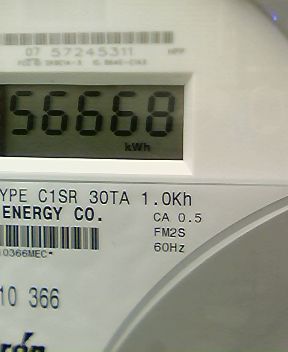 07 57245311
56668
kWh
YPE C1SR 30TA 1.0Kh
ENERGY CO.
CA 0.5
FM2S
60Hz
0366MEC*
10 366
rón